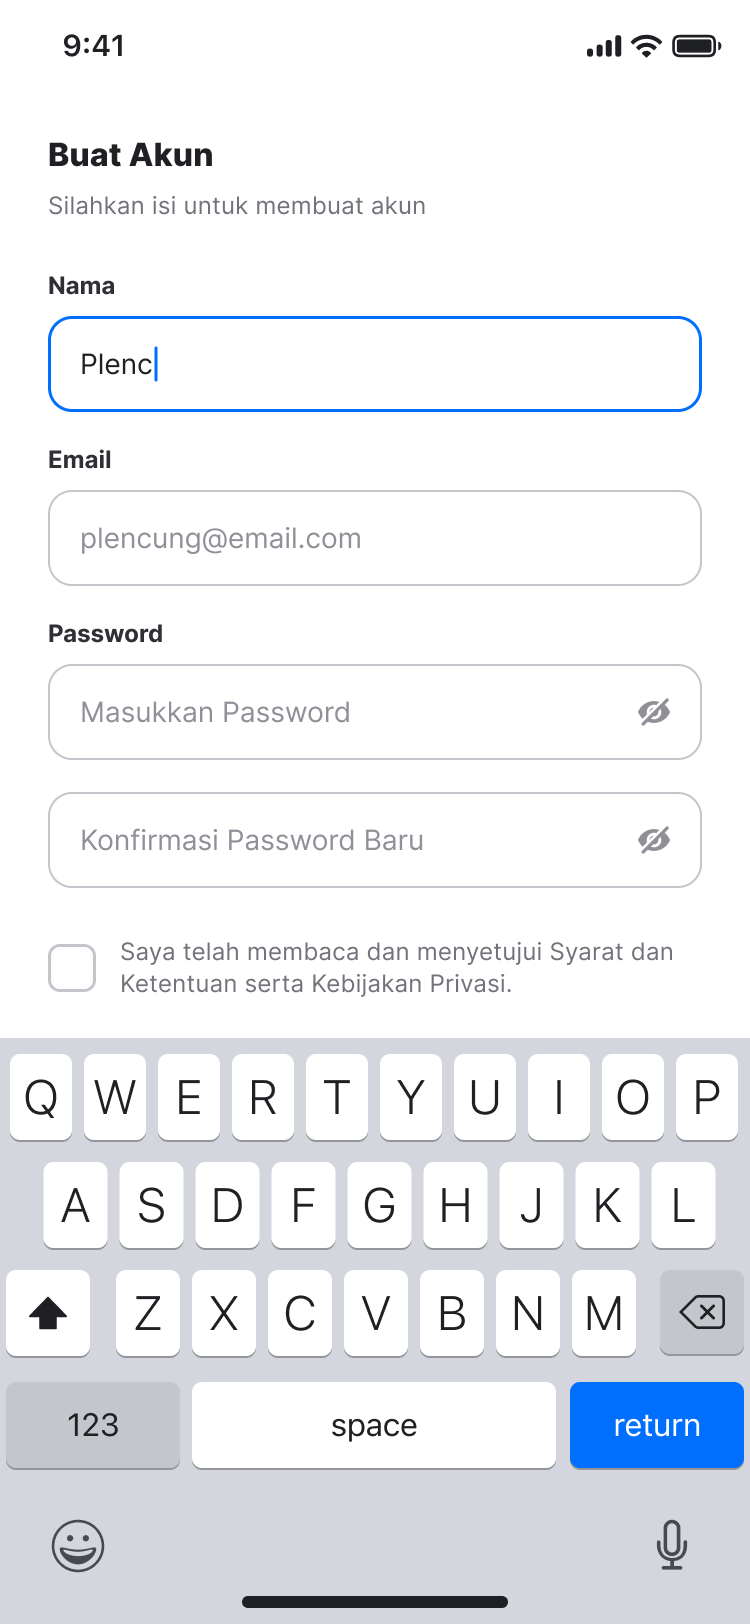 9:41
Buat Akun
Silahkan isi untuk membuat akun
Nama
Plenc
Email
plencung@email.com
Password
Masukkan Password
Konfirmasi Password Baru
Saya telah membaca dan menyetujui Syarat dan
Ketentuan serta Kebijakan Privasi.
Q W E R T Y U I O P
A S D F G H J K L
Z X C V B N M
123 space return